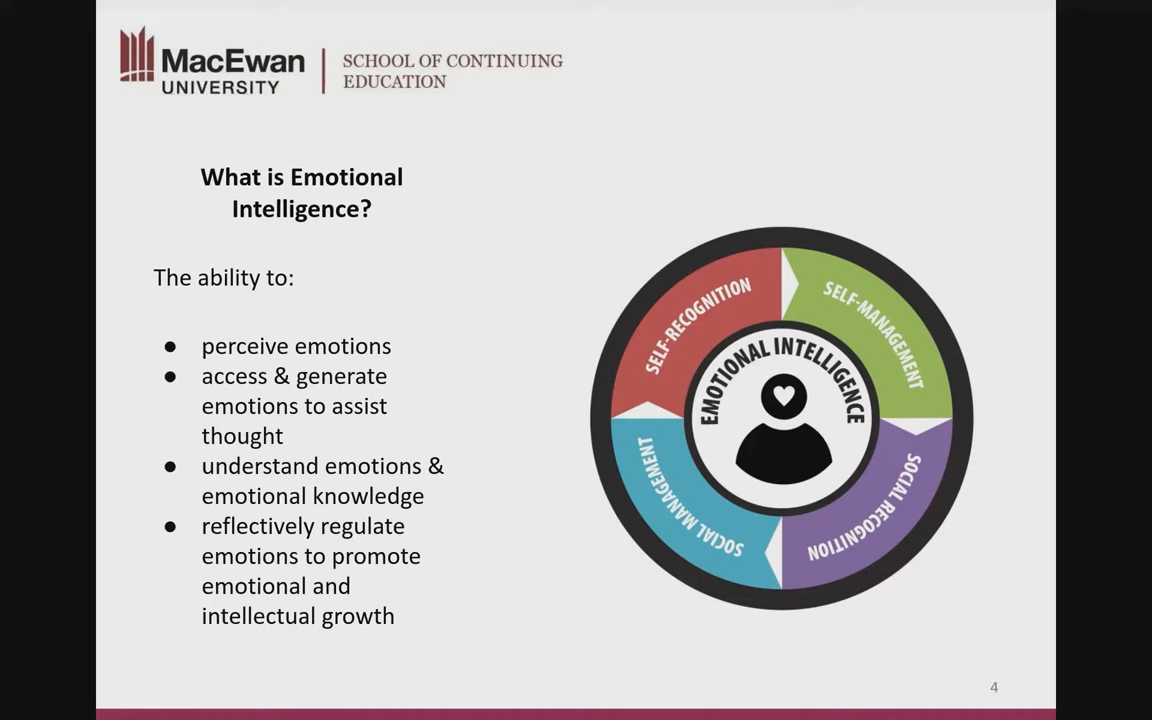 MacEwan
UNIVERSITY
SCHOOL OF CONTINUING
EDUCATION
What is Emotional
Intelligence?
The ability to:
● perceive emotions
● access & generate
emotions to assist
thought
● understand emotions &
emotional knowledge
● reflectively regulate
emotions to promote
emotional and
intellectual growth
SELF-RECOGNITION
SELF-MANAGEMENT
EMOTIONAL INTELLIGENCE
SOCIAL MANAGEMENT
SOCIAL RECOGNITION
4